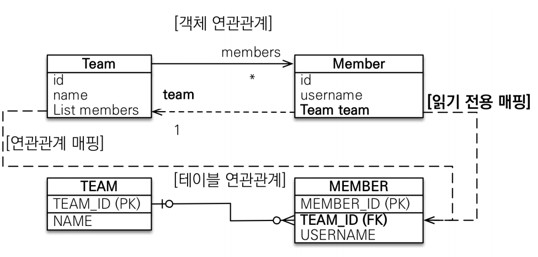 [객체 연관관계]
members
Team
Member
*
id
name
List members
id
username
Team team
team
[읽기 전용 매핑]
1
[연관관계 매핑]
[테이블 연관관계]
TEAM
TEAM_ID (PK)
NAME
MEMBER
MEMBER_ID (PK)
TEAM_ID (FK)
USERNAME